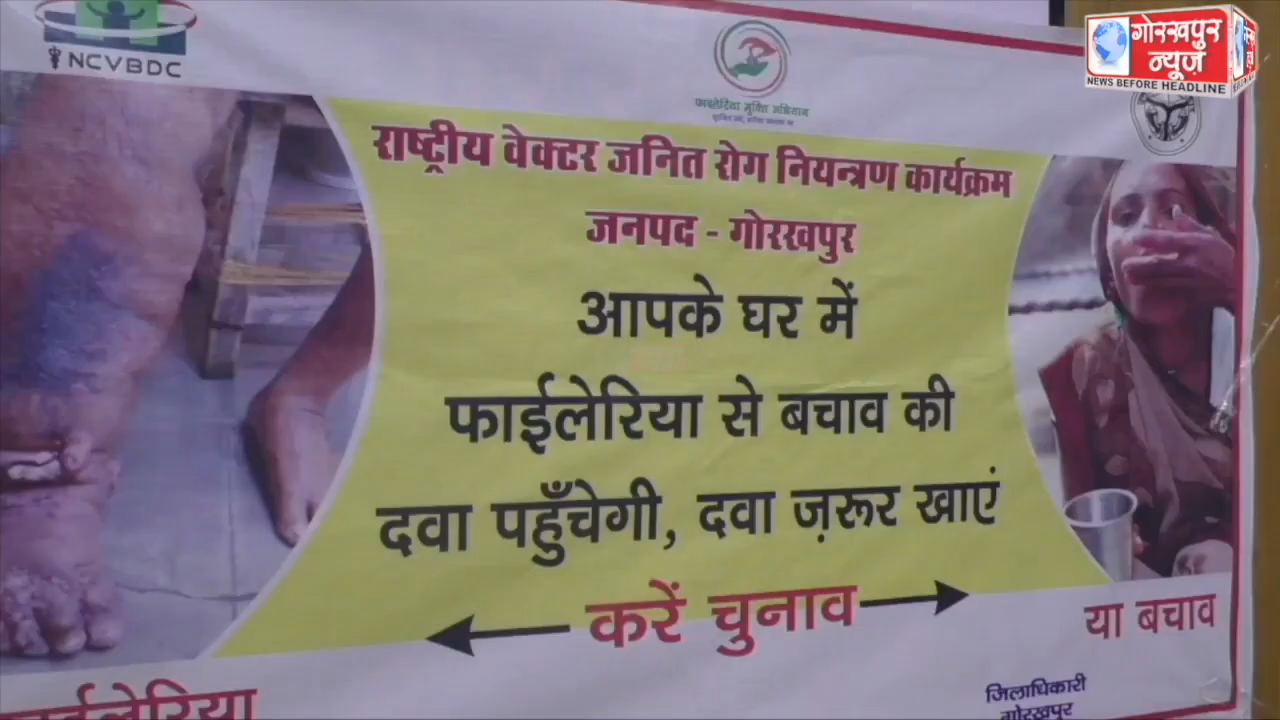 गोरखपुर
न्यूज़
NEWS BEFORE HEADLINE
NCVBDC
फाइलेरिया मुक्ति अभियान
राष्ट्रीय वेक्टर जनित रोग नियन्त्रण कार्यक्रम
जनपद - गोरखपुर
आपके घर में
फाईलेरिया से बचाव की
दवा पहुँचेगी, दवा ज़रूर खाएं
करें चुनाव
या बचाव
जिलाधिकारी
गोरखपुर